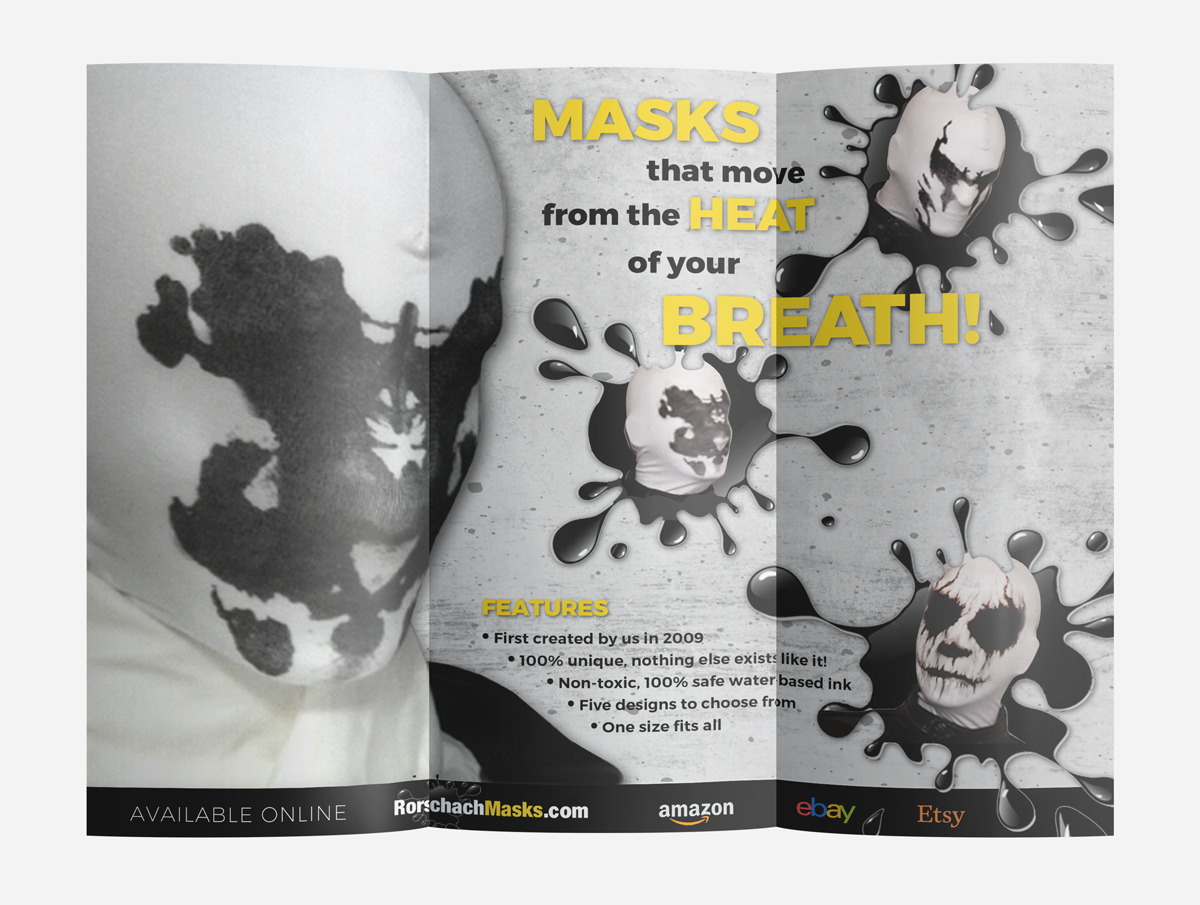 MASKS
that move
from the HEAT
of your
BREATH!
FEATURES
• First created by us in 2009
• 100% unique, nothing else exists like it!
• Non-toxic, 100% safe water based ink
• Five designs to choose from
• One size fits all
AVAILABLE ONLINE RorschachMasks.com amazon ebay Etsy